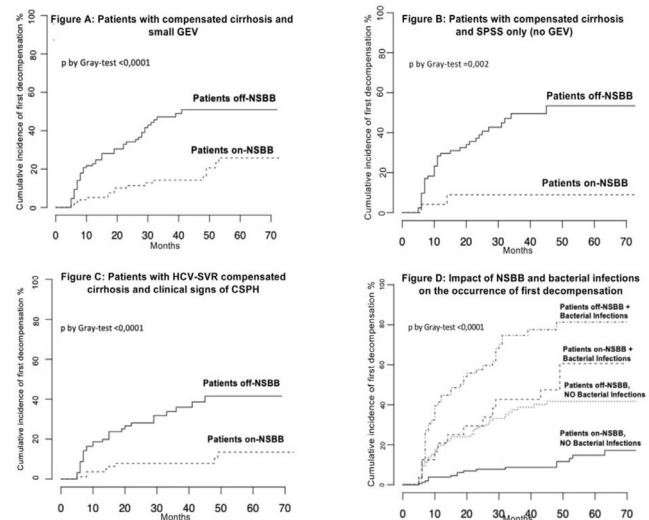 Figure A: Patients with compensated cirrhosis and
small GEV
p by Gray-test <0,0001
Patients off-NSBB
Patients on-NSBB
Cumulative incidence of first decompensation %
0 20 40 60 80 100
0 10 20 30 40 50 60 70
Months
Figure B: Patients with compensated cirrhosis
and SPSS only (no GEV)
p by Gray-test =0,002
Patients off-NSBB
Patients on-NSBB
Cumulative incidence of first decompensation %
0 20 40 60 80 100
0 10 20 30 40 50 60 70
Months
Figure C: Patients with HCV-SVR compensated
cirrhosis and clinical signs of CSPH
p by Gray-test <0,0001
Patients off-NSBB
Patients on-NSBB
Cumulative incidence of first decompensation %
0 20 40 60 80 100
0 10 20 30 40 50 60 70
Months
Figure D: Impact of NSBB and bacterial infections
on the occurrence of first decompensation
p by Gray-test <0,0001
Patients off-NSBB +
Bacterial Infections
Patients on-NSBB +
Bacterial Infections
Patients off-NSBB,
NO Bacterial Infections
Patients on-NSBB,
NO Bacterial Infections
Cumulative incidence of first decompensation %
0 20 40 60 80 100
0 10 20 30 40 50 60 70
Months